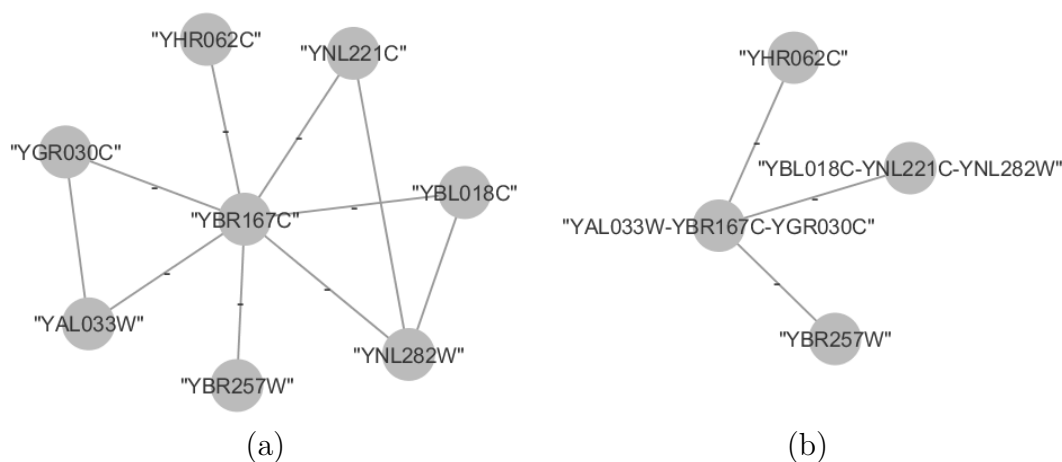 "YHR062C"
"YNL221C"
"YGR030C"
"YBL018C"
"YBR167C"
"YAL033W"
"YNL282W"
"YBR257W"
-
-
-
-
-
-
-
(a)
"YHR062C"
"YBL018C-YNL221C-YNL282W"
"YAL033W-YBR167C-YGR030C"
"YBR257W"
-
-
-
(b)